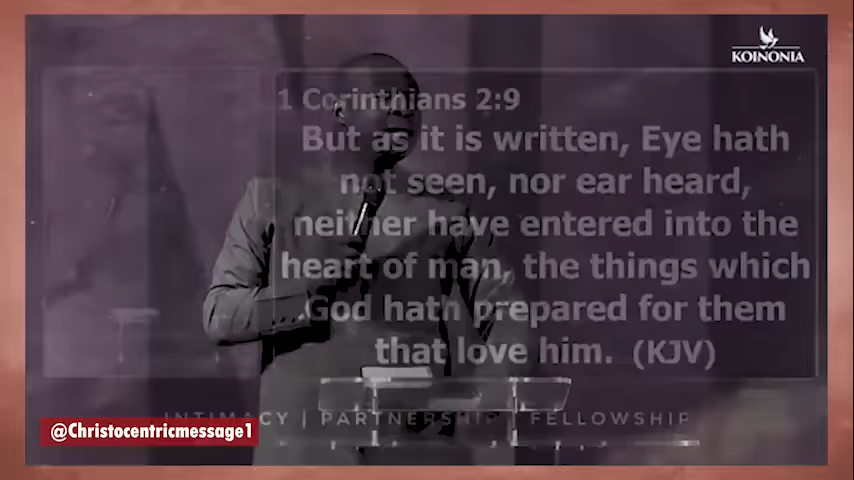 KOINONIA
1 Corinthians 2:9
But as it is written, Eye hath
not seen, nor ear heard,
neither have entered into the
heart of man, the things which
God hath prepared for them
that love him. (KJV)
INTIMACY | PARTNERSHIP | FELLOWSHIP
@Christocentricmessage1